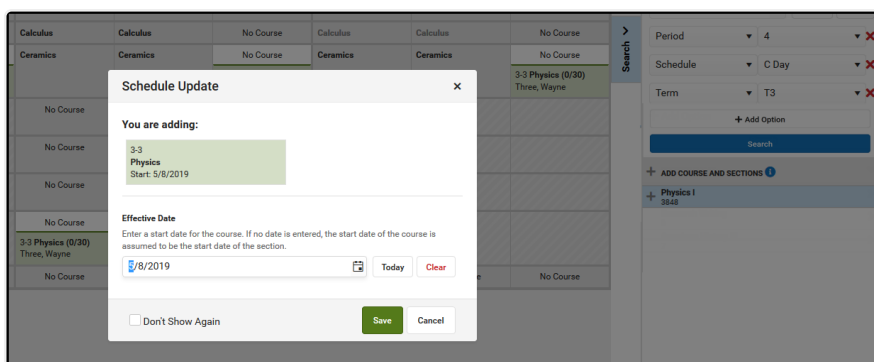 Calculus
Calculus
No Course
Calculus
Calculus
No Course
Ceramics
Ceramics
No Course
Ceramics
Ceramics
No Course
3-3 Physics (0/30)
Three, Wayne
No Course
No Course
No Course
No Course
3-3 Physics (0/30)
Three, Wayne
No Course
No Course
Schedule Update
×
You are adding:
3-3
Physics
Start: 5/8/2019
Effective Date
Enter a start date for the course. If no date is entered, the start date of the course is
assumed to be the start date of the section.
5/8/2019
Today
Clear
Don't Show Again
Save
Cancel
Search
Period
4
Schedule
C Day
Term
T3
+ Add Option
Search
+ ADD COURSE AND SECTIONS
+ Physics I
3848